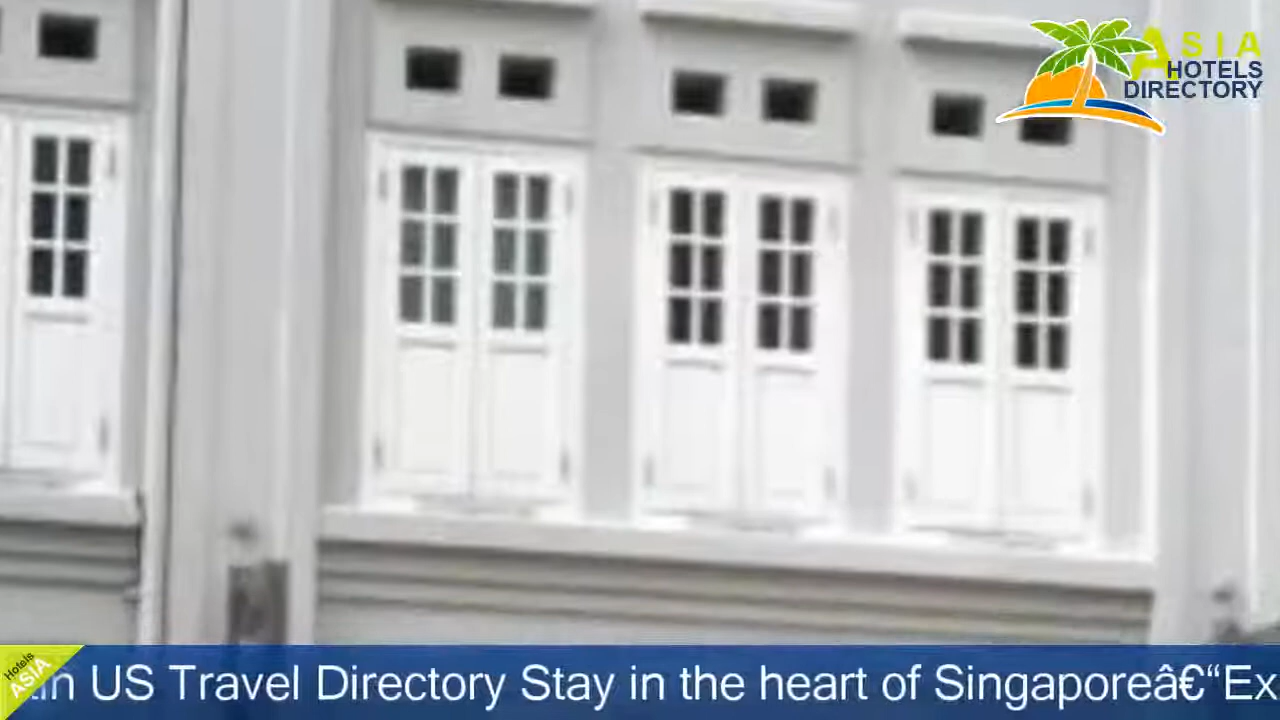 ASIA
HOTELS
DIRECTORY
Hotels
ASIA
US Travel Directory Stay in the heart of Singaporeâ€“Ex